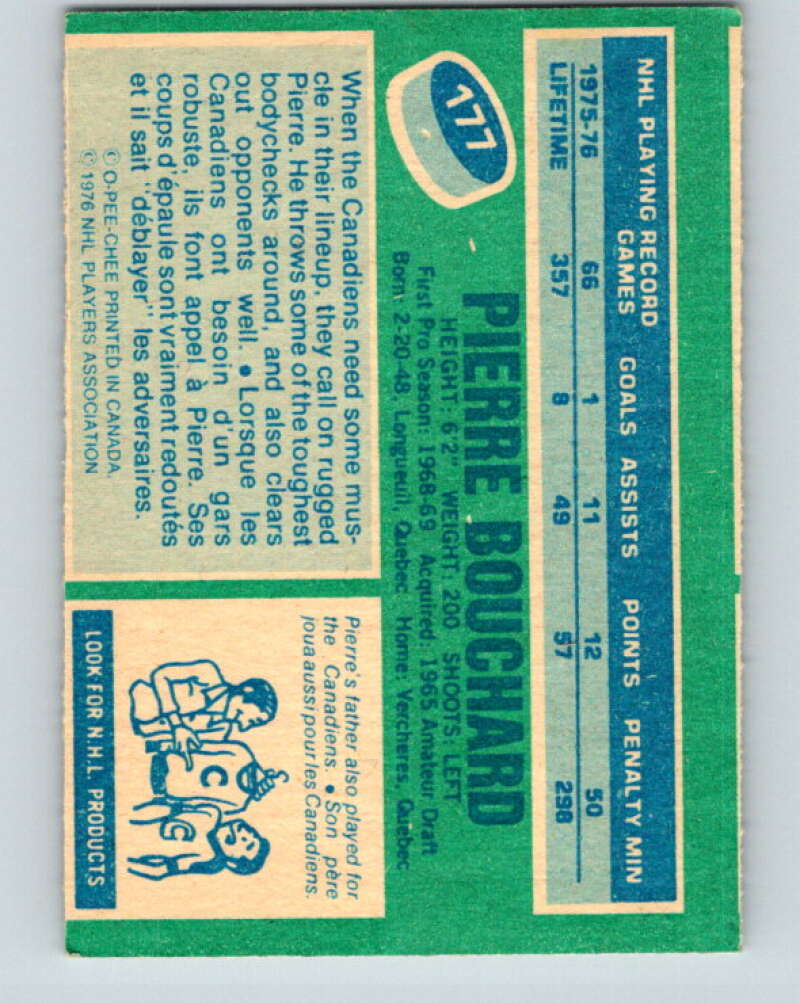 NHL PLAYING RECORD
GAMES GOALS ASSISTS POINTS PENALTY MIN
1975-76 66 1 11 12 50
LIFETIME 357 8 49 57 298
177
PIERRE BOUCHARD
HEIGHT: 6'2" WEIGHT: 200 SHOOTS: LEFT
First Pro Season: 1968-69 Acquired: 1965 Amateur Draft
Born: 2-20-48, Longueuil, Quebec Home: Vercheres, Quebec
When the Canadiens need some mus-
cle in their lineup, they call on rugged
Pierre. He throws some of the toughest
bodychecks around, and also clears
out opponents well. • Lorsque les
Canadiens ont besoin d'un gars
robuste, ils font appel à Pierre. Ses
coups d'épaule sont vraiment redoutés
et il sait "déblayer" les adversaires.
© O-PEE-CHEE PRINTED IN CANADA.
© 1976 NHL PLAYERS ASSOCIATION
Pierre's father also played for
the Canadiens. • Son père
joua aussi pour les Canadiens.
C
C
LOOK FOR N.H.L. PRODUCTS